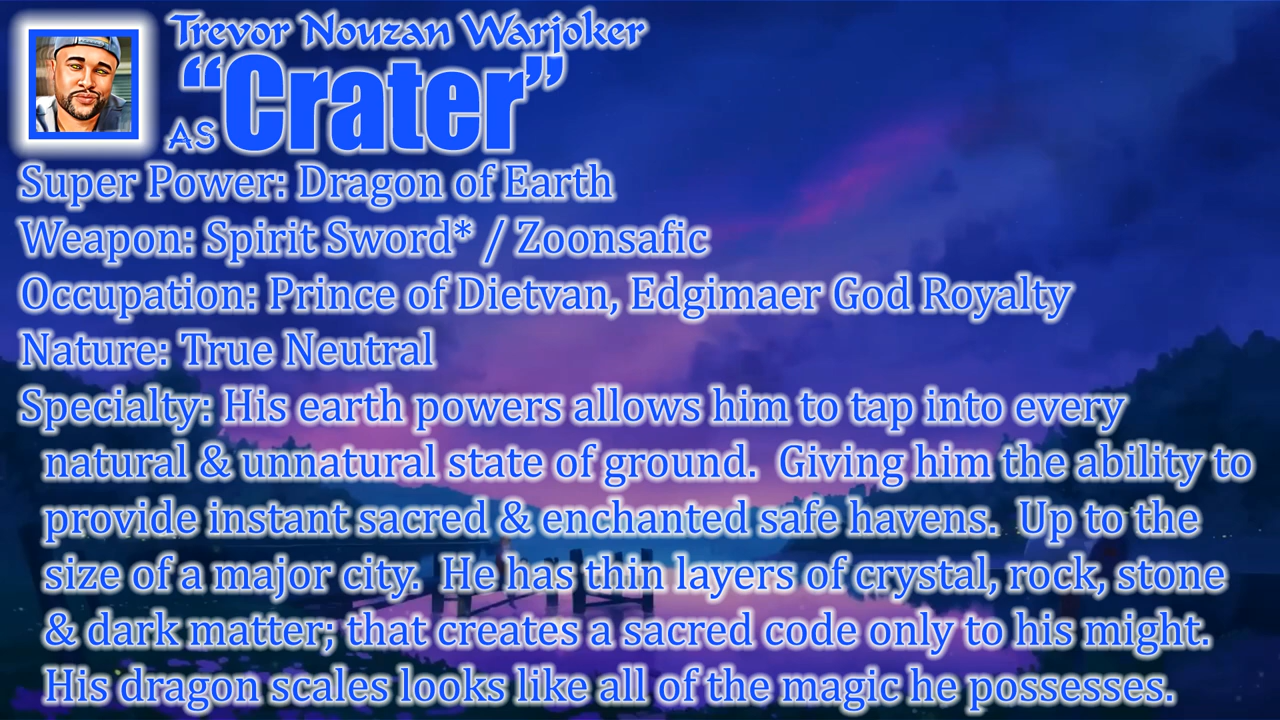 Trevor Nouzan Warjoker
AS “Crater”
Super Power: Dragon of Earth
Weapon: Spirit Sword* / Zoonsafic
Occupation: Prince of Dietvan, Edgimaer God Royalty
Nature: True Neutral
Specialty: His earth powers allows him to tap into every
natural & unnatural state of ground.  Giving him the ability to
provide instant sacred & enchanted safe havens.  Up to the
size of a major city.  He has thin layers of crystal, rock, stone
& dark matter; that creates a sacred code only to his might.
His dragon scales looks like all of the magic he possesses.